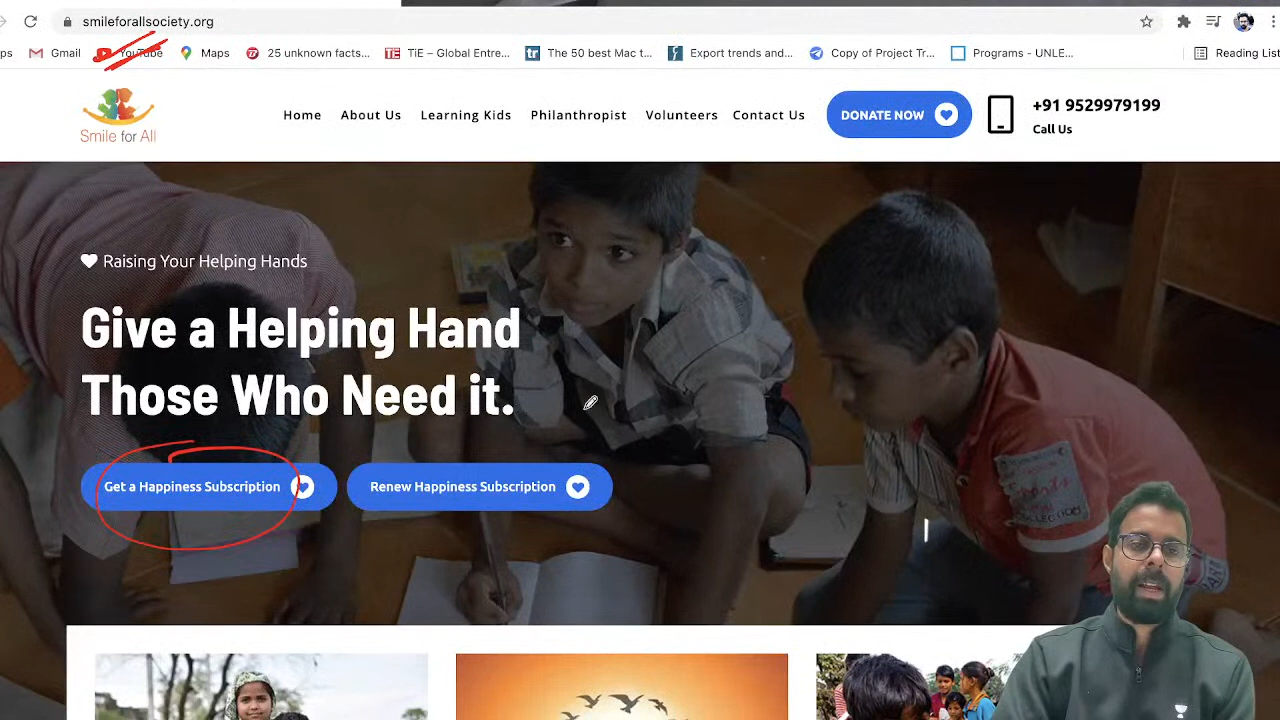 smileforallsociety.org
ps Gmail YouTube Maps 25 unknown facts... TiE – Global Entre... The 50 best Mac t... Export trends and... Copy of Project Tr... Programs - UNLE... Reading List
Smile for All
Home About Us Learning Kids Philanthropist Volunteers Contact Us DONATE NOW
+91 9529979199
Call Us
Raising Your Helping Hands
Give a Helping Hand
Those Who Need it.
Get a Happiness Subscription Renew Happiness Subscription